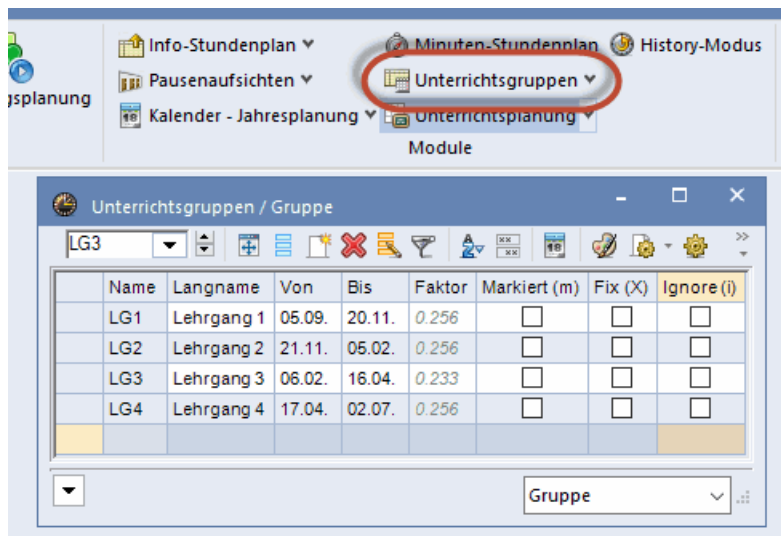 Info-Stundenplan
Minuten-Stundenplan
History-Modus
Pausenaufsichten
Unterrichtsgruppen
gsplanung
Kalender - Jahresplanung
Unterrichtsplanung
Module
Unterrichtsgruppen / Gruppe
LG3
Name Langname Von Bis Faktor Markiert (m) Fix (X) Ignore (i)
LG1 Lehrgang 1 05.09. 20.11. 0.256
LG2 Lehrgang 2 21.11. 05.02. 0.256
LG3 Lehrgang 3 06.02. 16.04. 0.233
LG4 Lehrgang 4 17.04. 02.07. 0.256
Gruppe